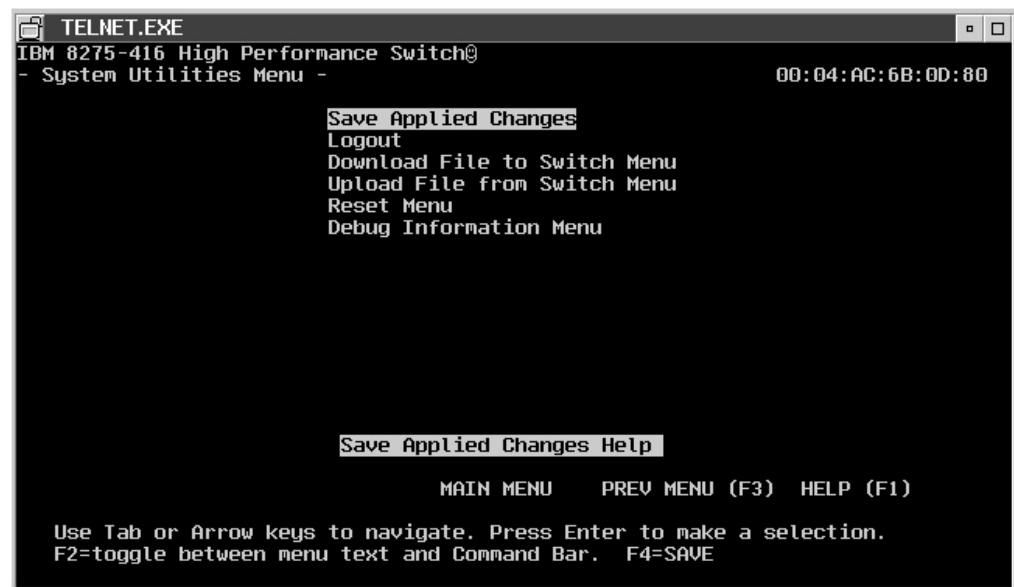 TELNET.EXE
IBM 8275-416 High Performance Switch@
- System Utilities Menu - 00:04:AC:6B:0D:80
Save Applied Changes
Logout
Download File to Switch Menu
Upload File from Switch Menu
Reset Menu
Debug Information Menu
Save Applied Changes Help
MAIN MENU PREV MENU (F3) HELP (F1)
Use Tab or Arrow keys to navigate. Press Enter to make a selection.
F2=toggle between menu text and Command Bar. F4=SAVE